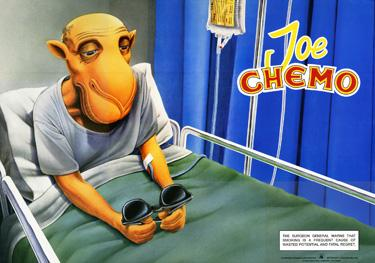 Joe
CHEMO
THE SURGEON GENERAL WARNS THAT
SMOKING IS A FREQUENT CAUSE OF
WASTED POTENTIAL AND FATAL REGRET.